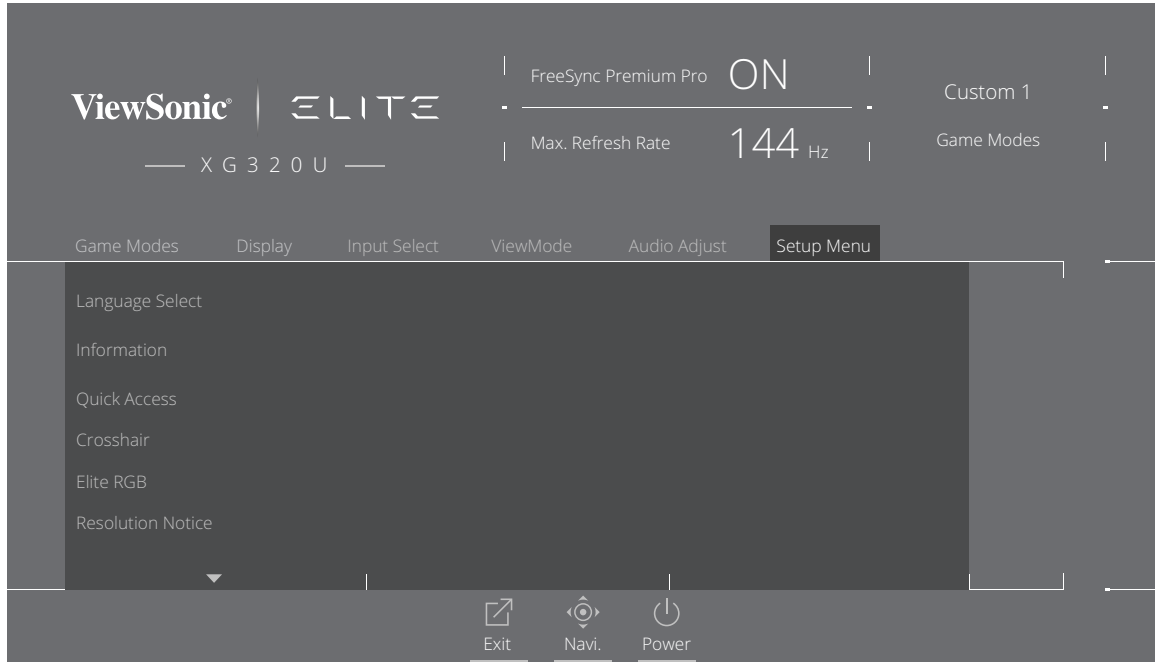 ViewSonic® ELITE
XG320U
FreeSync Premium Pro ON
Max. Refresh Rate 144 Hz
Custom 1
Game Modes
Game Modes Display Input Select ViewMode Audio Adjust Setup Menu
Language Select
Information
Quick Access
Crosshair
Elite RGB
Resolution Notice
Exit Navi. Power